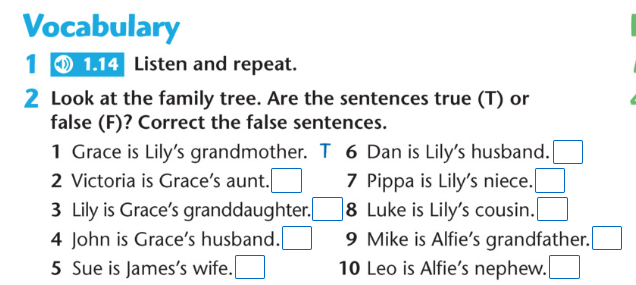 Vocabulary
1 1.14 Listen and repeat.
2 Look at the family tree. Are the sentences true (T) or
false (F)? Correct the false sentences.
1 Grace is Lily's grandmother. T
2 Victoria is Grace's aunt.
3 Lily is Grace's granddaughter.
4 John is Grace's husband.
5 Sue is James's wife.
6 Dan is Lily's husband.
7 Pippa is Lily's niece.
8 Luke is Lily's cousin.
9 Mike is Alfie's grandfather.
10 Leo is Alfie's nephew.